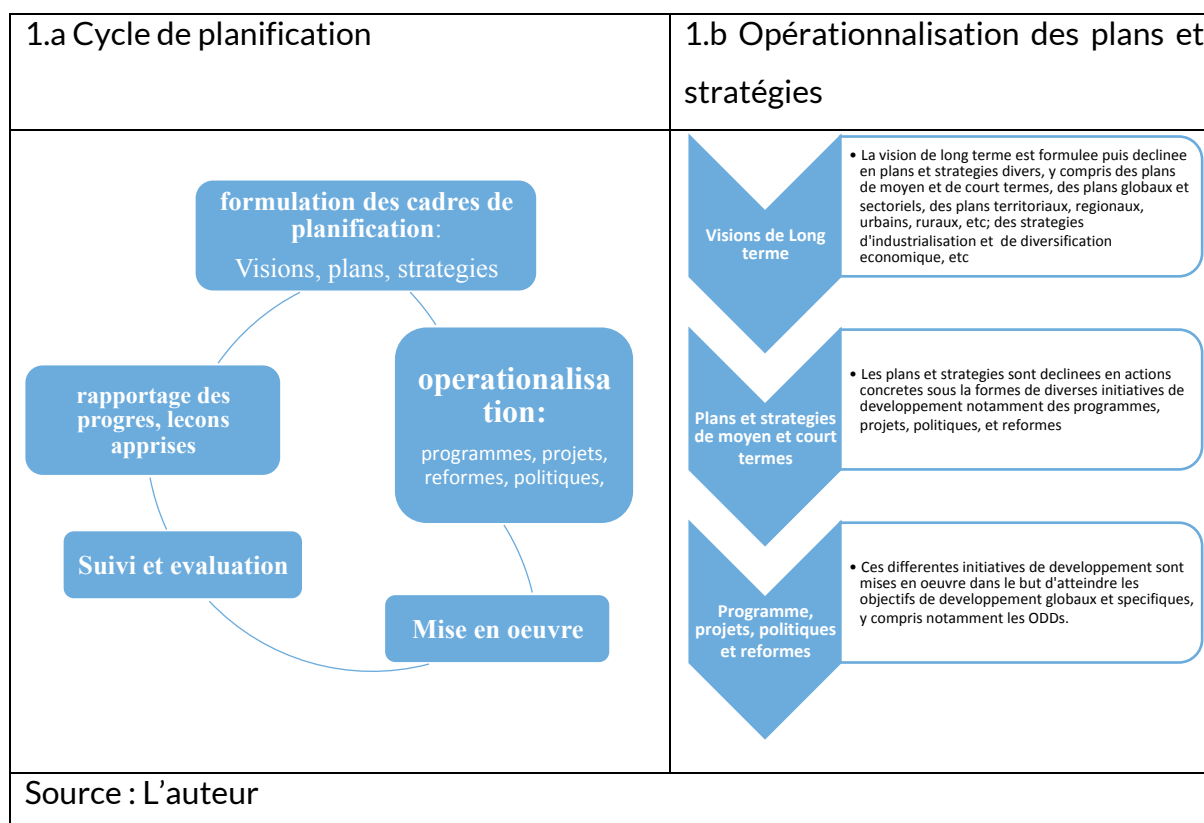 1.a Cycle de planification
1.b Opérationnalisation des plans et
stratégies
formulation des cadres de
planification:
Visions, plans, strategies
operationalisa
tion:
programmes, projets,
reformes, politiques,
Mise en oeuvre
Suivi et evaluation
rapportage des
progres, lecons
apprises
Visions de Long
terme
• La vision de long terme est formulee puis declinee
en plans et strategies divers, y compris des plans
de moyen et de court termes, des plans globaux et
sectoriels, des plans territoriaux, regionaux,
urbains, ruraux, etc; des strategies
d'industrialisation et de diversification
economique, etc
Plans et strategies
de moyen et court
termes
• Les plans et strategies sont declinees en actions
concretes sous la formes de diverses initiatives de
developpement notamment des programmes,
projets, politiques, et reformes
Programme,
projets, politiques
et reformes
• Ces differentes initiatives de developpement sont
mises en oeuvre dans le but d'atteindre les
objectifs de developpement globaux et specifiques,
y compris notamment les ODDs.
Source : L’auteur